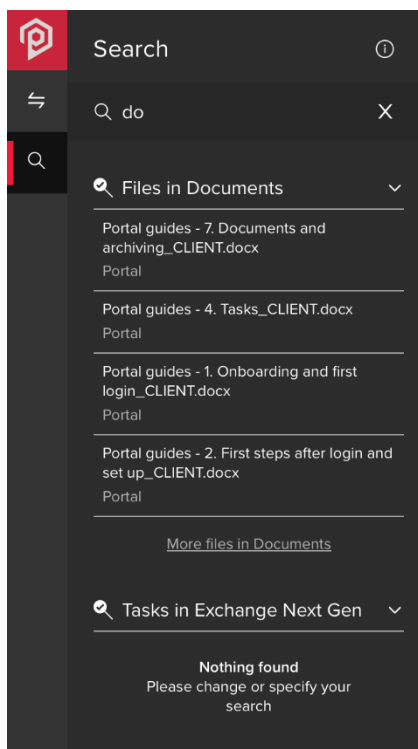 Search
do
Files in Documents
Portal guides - 7. Documents and
archiving_CLIENT.docx
Portal
Portal guides - 4. Tasks_CLIENT.docx
Portal
Portal guides - 1. Onboarding and first
login_CLIENT.docx
Portal
Portal guides - 2. First steps after login and
set up_CLIENT.docx
Portal
More files in Documents
Tasks in Exchange Next Gen
Nothing found
Please change or specify your
search